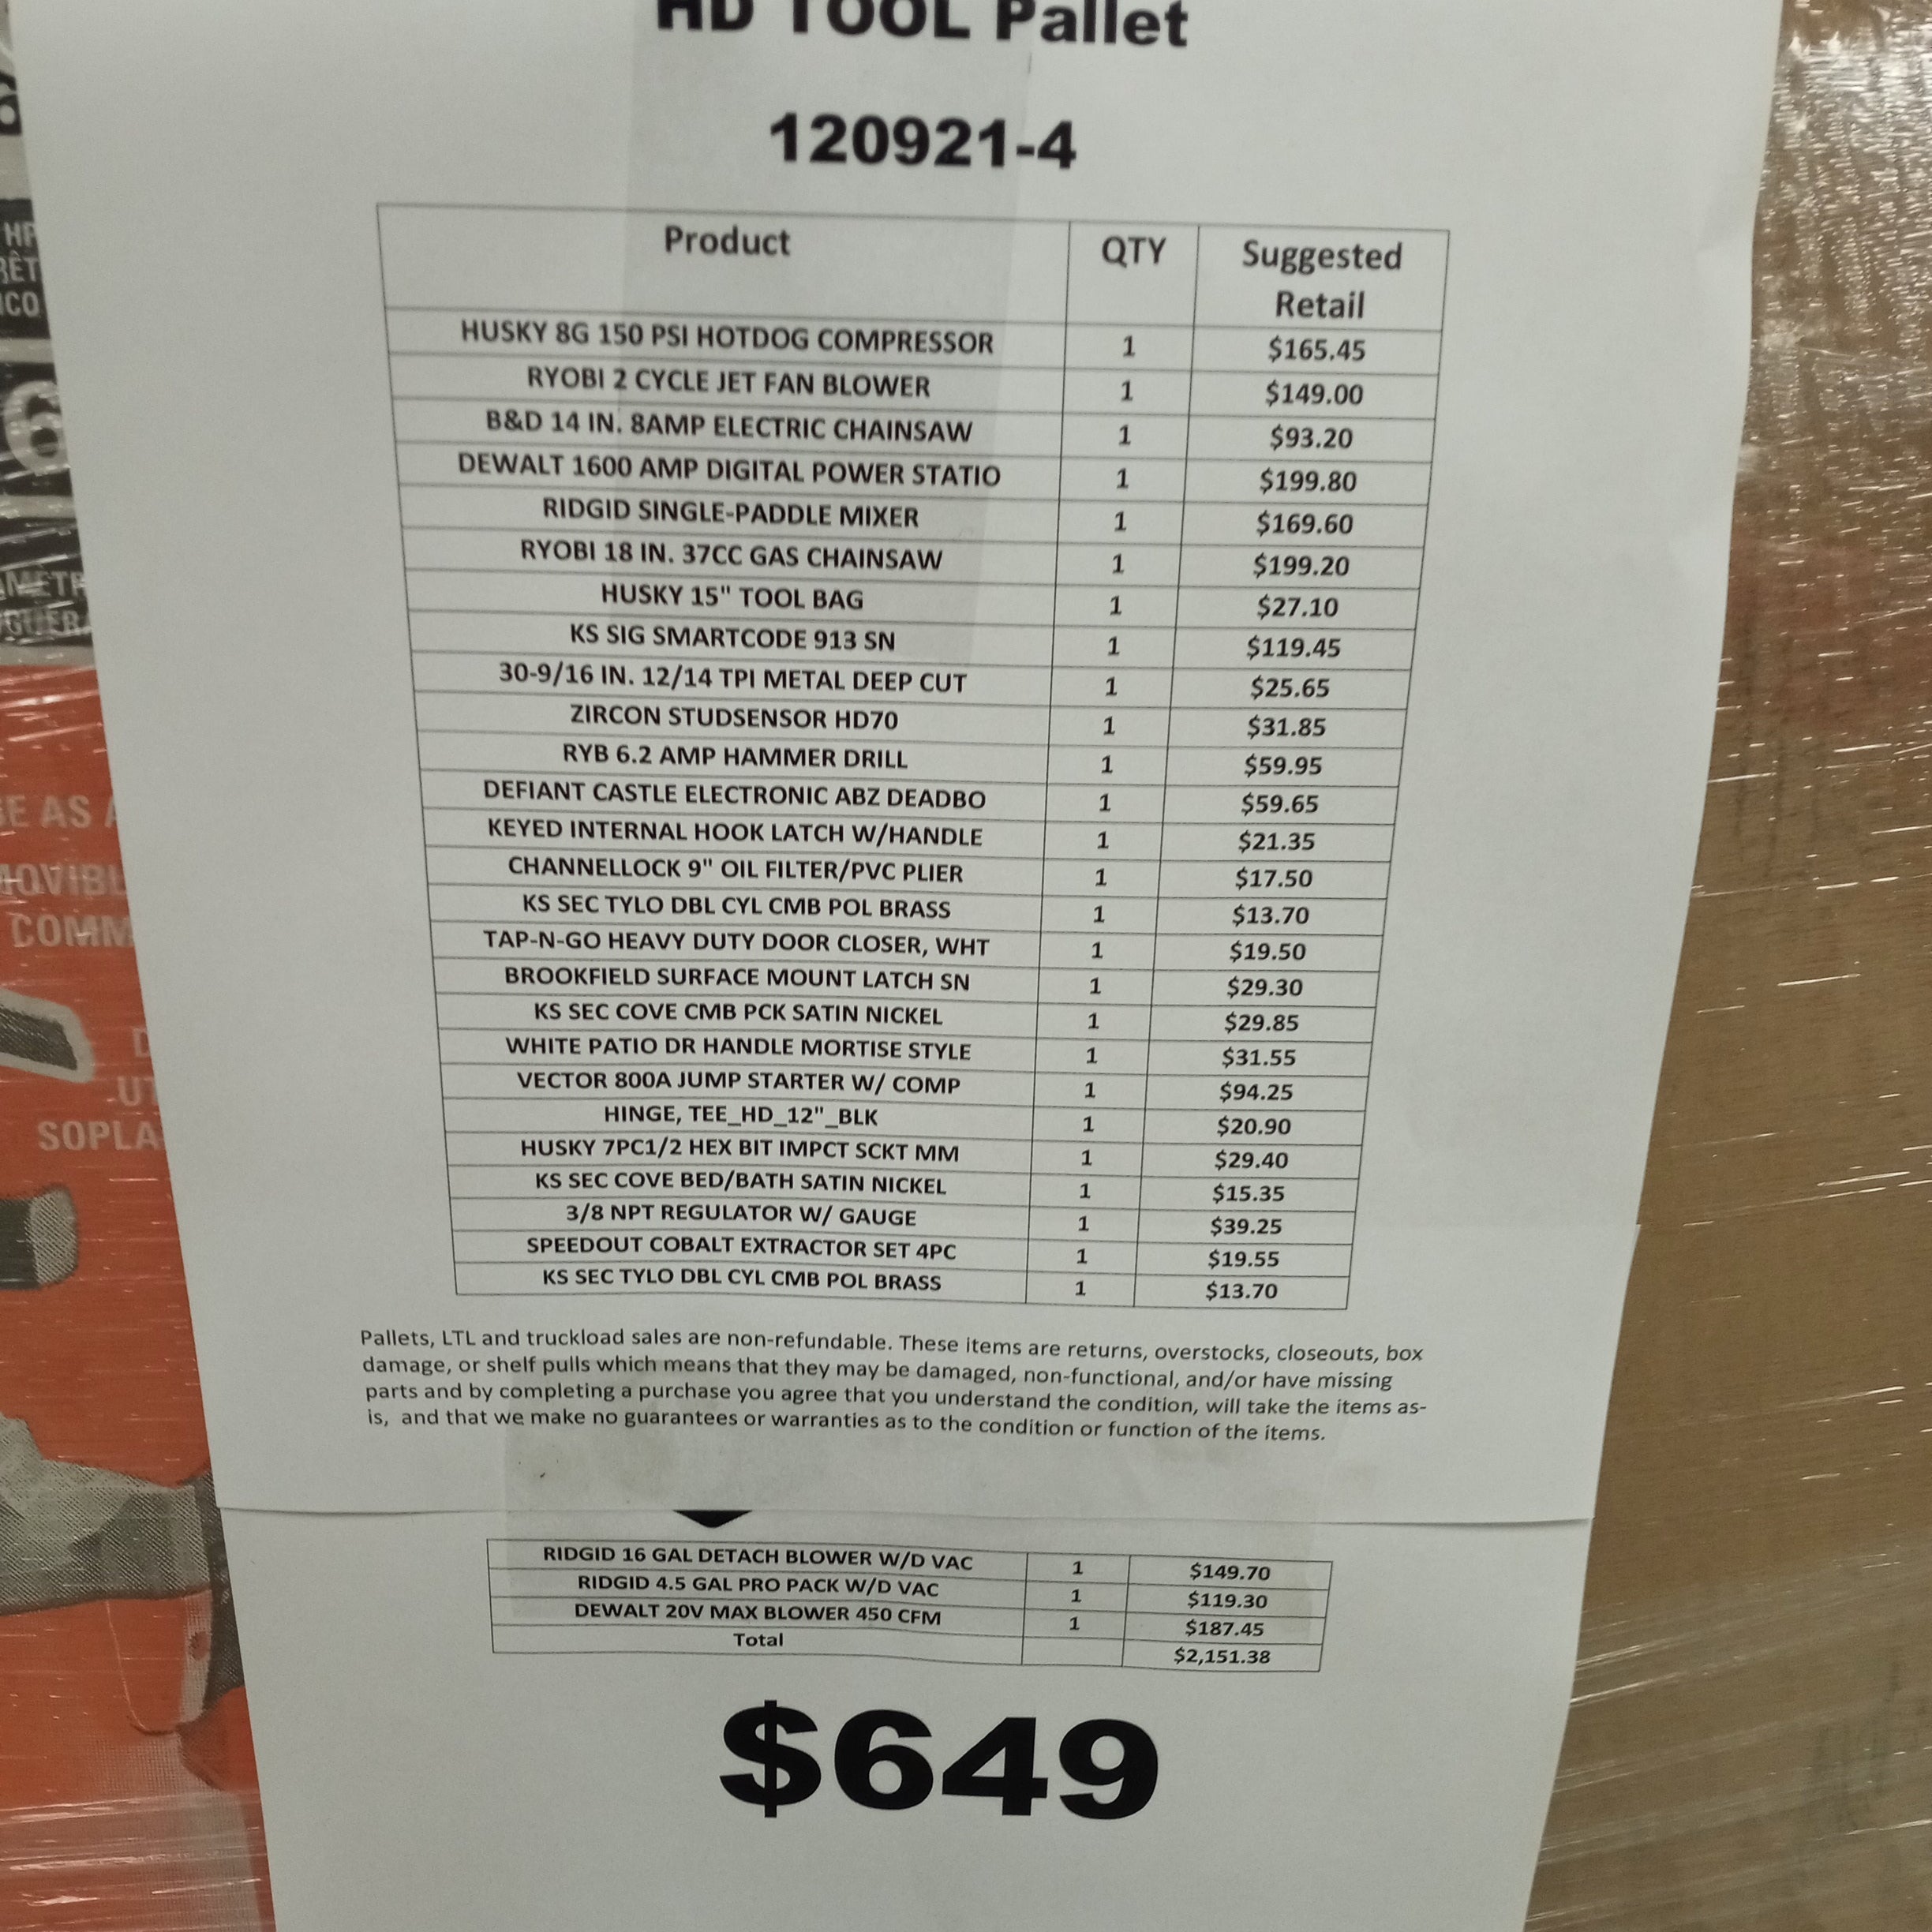 HD TOOL Pallet
120921-4
Product QTY Suggested Retail
HUSKY 8G 150 PSI HOTDOG COMPRESSOR 1 $165.45
RYOBI 2 CYCLE JET FAN BLOWER 1 $149.00
B&D 14 IN. 8AMP ELECTRIC CHAINSAW 1 $93.20
DEWALT 1600 AMP DIGITAL POWER STATIO 1 $199.80
RIDGID SINGLE-PADDLE MIXER 1 $169.60
RYOBI 18 IN. 37CC GAS CHAINSAW 1 $199.20
HUSKY 15" TOOL BAG 1 $27.10
KS SIG SMARTCODE 913 SN 1 $119.45
30-9/16 IN. 12/14 TPI METAL DEEP CUT 1 $25.65
ZIRCON STUDSENSOR HD70 1 $31.85
RYB 6.2 AMP HAMMER DRILL 1 $59.95
DEFIANT CASTLE ELECTRONIC ABZ DEADBO 1 $59.65
KEYED INTERNAL HOOK LATCH W/HANDLE 1 $21.35
CHANNELLOCK 9" OIL FILTER/PVC PLIER 1 $17.50
KS SEC TYLO DBL CYL CMB POL BRASS 1 $13.70
TAP-N-GO HEAVY DUTY DOOR CLOSER, WHT 1 $19.50
BROOKFIELD SURFACE MOUNT LATCH SN 1 $29.30
KS SEC COVE CMB PCK SATIN NICKEL 1 $29.85
WHITE PATIO DR HANDLE MORTISE STYLE 1 $31.55
VECTOR 800A JUMP STARTER W/ COMP 1 $94.25
HINGE, TEE_HD_12"_BLK 1 $20.90
HUSKY 7PC1/2 HEX BIT IMPCT SCKT MM 1 $29.40
KS SEC COVE BED/BATH SATIN NICKEL 1 $15.35
3/8 NPT REGULATOR W/ GAUGE 1 $39.25
SPEEDOUT COBALT EXTRACTOR SET 4PC 1 $19.55
KS SEC TYLO DBL CYL CMB POL BRASS 1 $13.70
Pallets, LTL and truckload sales are non-refundable. These items are returns, overstocks, closeouts, box
damage, or shelf pulls which means that they may be damaged, non-functional, and/or have missing
parts and by completing a purchase you agree that you understand the condition, will take the items as-
is, and that we make no guarantees or warranties as to the condition or function of the items.
RIDGID 16 GAL DETACH BLOWER W/D VAC 1 $149.70
RIDGID 4.5 GAL PRO PACK W/D VAC 1 $119.30
DEWALT 20V MAX BLOWER 450 CFM 1 $187.45
Total $2,151.38
$649
6
HP
6
E AS A
COMM
SOPLA